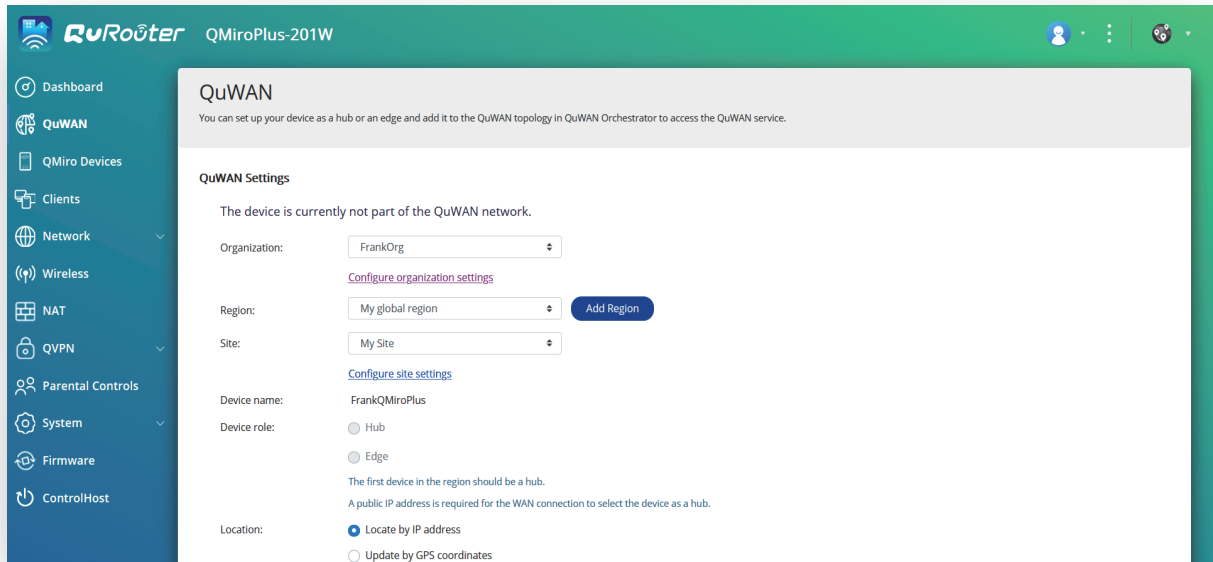 QuRoûter QMiroPlus-201W
Dashboard
QuWAN
QMiro Devices
Clients
Network
Wireless
NAT
QVPN
Parental Controls
System
Firmware
ControlHost
QuWAN
You can set up your device as a hub or an edge and add it to the QuWAN topology in QuWAN Orchestrator to access the QuWAN service.
QuWAN Settings
The device is currently not part of the QuWAN network.
Organization: FrankOrg
Configure organization settings
Region: My global region Add Region
Site: My Site
Configure site settings
Device name: FrankQMiroPlus
Device role: Hub
Edge
The first device in the region should be a hub.
A public IP address is required for the WAN connection to select the device as a hub.
Location: Locate by IP address
Update by GPS coordinates